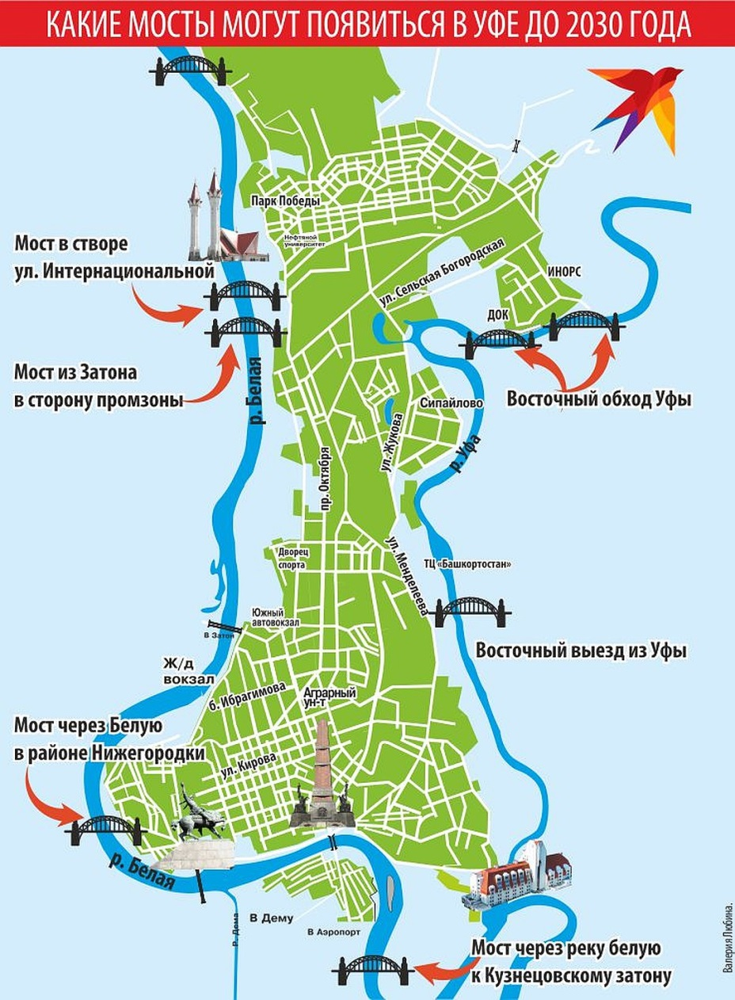 КАКИЕ МОСТЫ МОГУТ ПОЯВИТЬСЯ В УФЕ ДО 2030 ГОДА
Парк Победы
Нефтяной
университет
Мост в створе
ул. Интернациональной
ул. Сельская Богородская
ИНОРС
ДОК
Мост из Затона
в сторону промзоны
р. Белая
Восточный обход Уфы
Сипайлово
ул. Жукова
р. Уфа
пр. Октября
Дворец
спорта
ул. Менделеева
ТЦ «Башкортостан»
Южный
автовокзал
В Затон
Восточный выезд из Уфы
Ж/д
вокзал
б. Ибрагимова
Аграрный
ун-т
Мост через Белую
в районе Нижегородки
ул. Кирова
р. Белая
р. Дема
В Дему
В Аэропорт
Мост через реку белую
к Кузнецовскому затону
Валерия Любина.